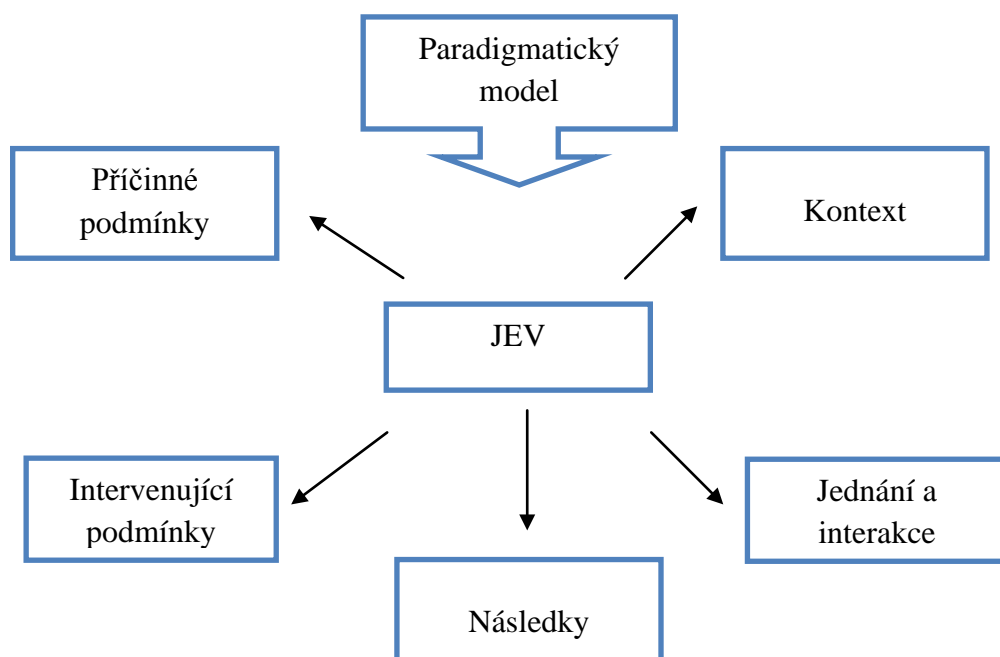 Paradigmatický
model
Příčinné
podmínky
Kontext
JEV
Intervenující
podmínky
Jednání a
interakce
Následky